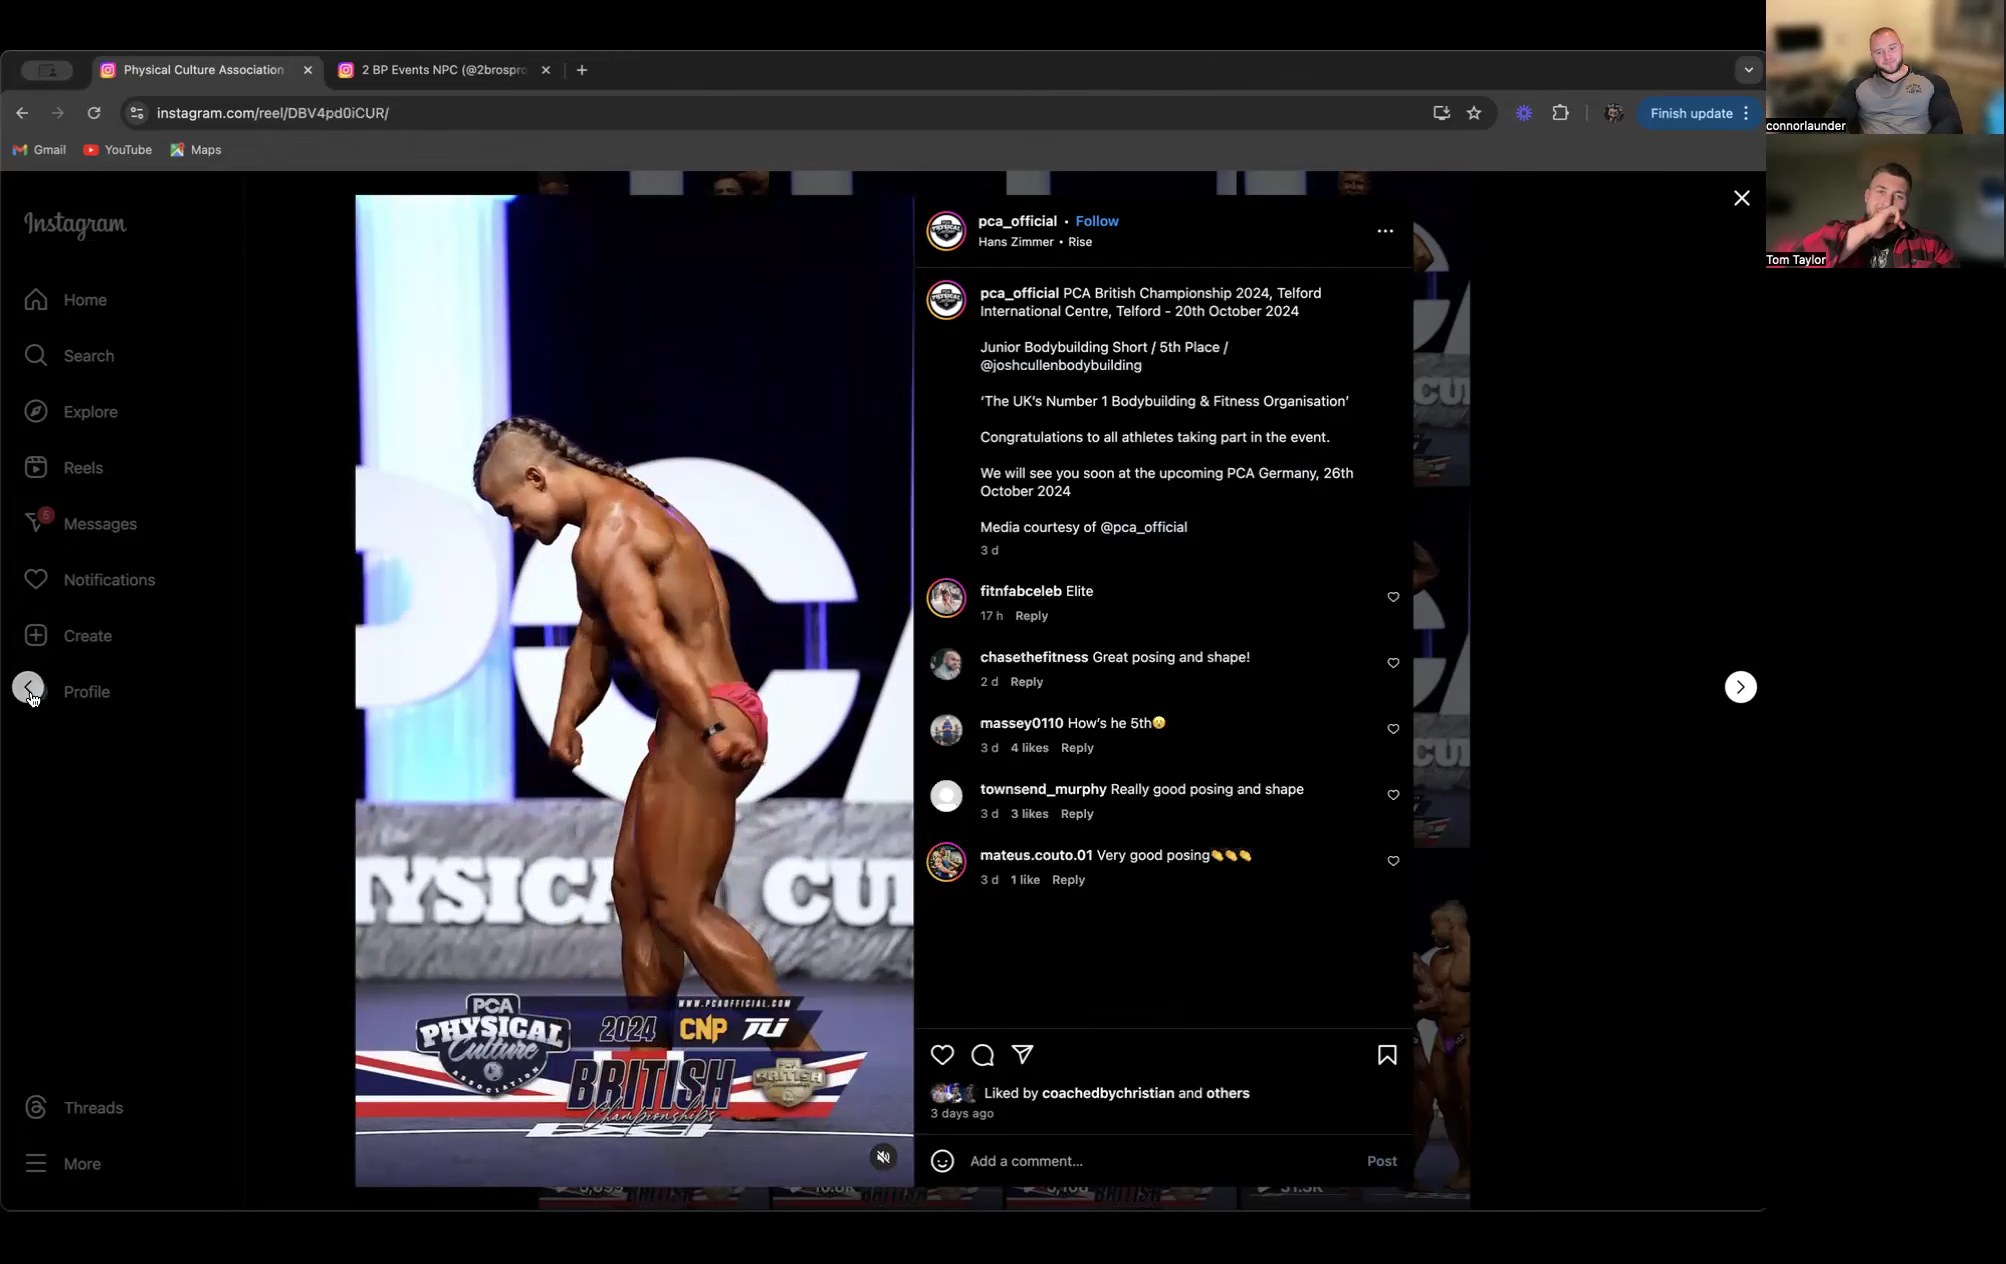 Physical Culture Association
2 BP Events NPC (@2brospro
instagram.com/reel/DBV4pd0iCUR/
Finish update
Gmail
YouTube
Maps
connorlaunder
Tom Taylor
Instagram
Home
Search
Explore
Reels
5
Messages
Notifications
Create
Profile
Threads
More
PCA
YSICA
CU
WWW.PCAOFFICIAL.COM
PCA
PHYSICAL
Culture
ASSOCIATION
2024 CNP TU
BRITISH
Championships
BRITISH
pca_official • Follow
Hans Zimmer • Rise
pca_official PCA British Championship 2024, Telford
International Centre, Telford - 20th October 2024
Junior Bodybuilding Short / 5th Place /
@joshcullenbodybuilding
‘The UK’s Number 1 Bodybuilding & Fitness Organisation’
Congratulations to all athletes taking part in the event.
We will see you soon at the upcoming PCA Germany, 26th
October 2024
Media courtesy of @pca_official
3 d
fitnfabceleb Elite
17 h Reply
chasethefitness Great posing and shape!
2 d Reply
massey0110 How’s he 5th😮
3 d 4 likes Reply
townsend_murphy Really good posing and shape
3 d 3 likes Reply
mateus.couto.01 Very good posing👏👏👏
3 d 1 like Reply
Liked by coachedbychristian and others
3 days ago
Add a comment...
Post